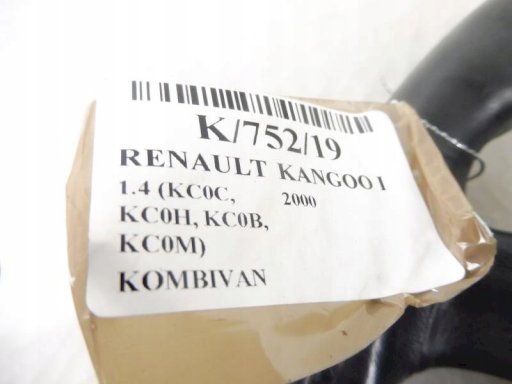 K/752/19
RENAULT KANGOO I
1.4 (KC0C, 2000
KC0H, KC0B,
KC0M)
KOMBIVAN